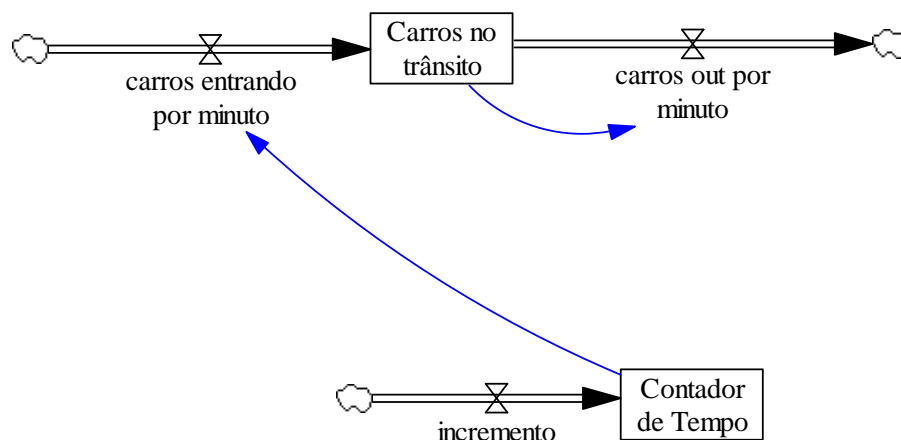 Carros no
trânsito
carros entrando
por minuto
carros out por
minuto
Contador
de Tempo
incremento